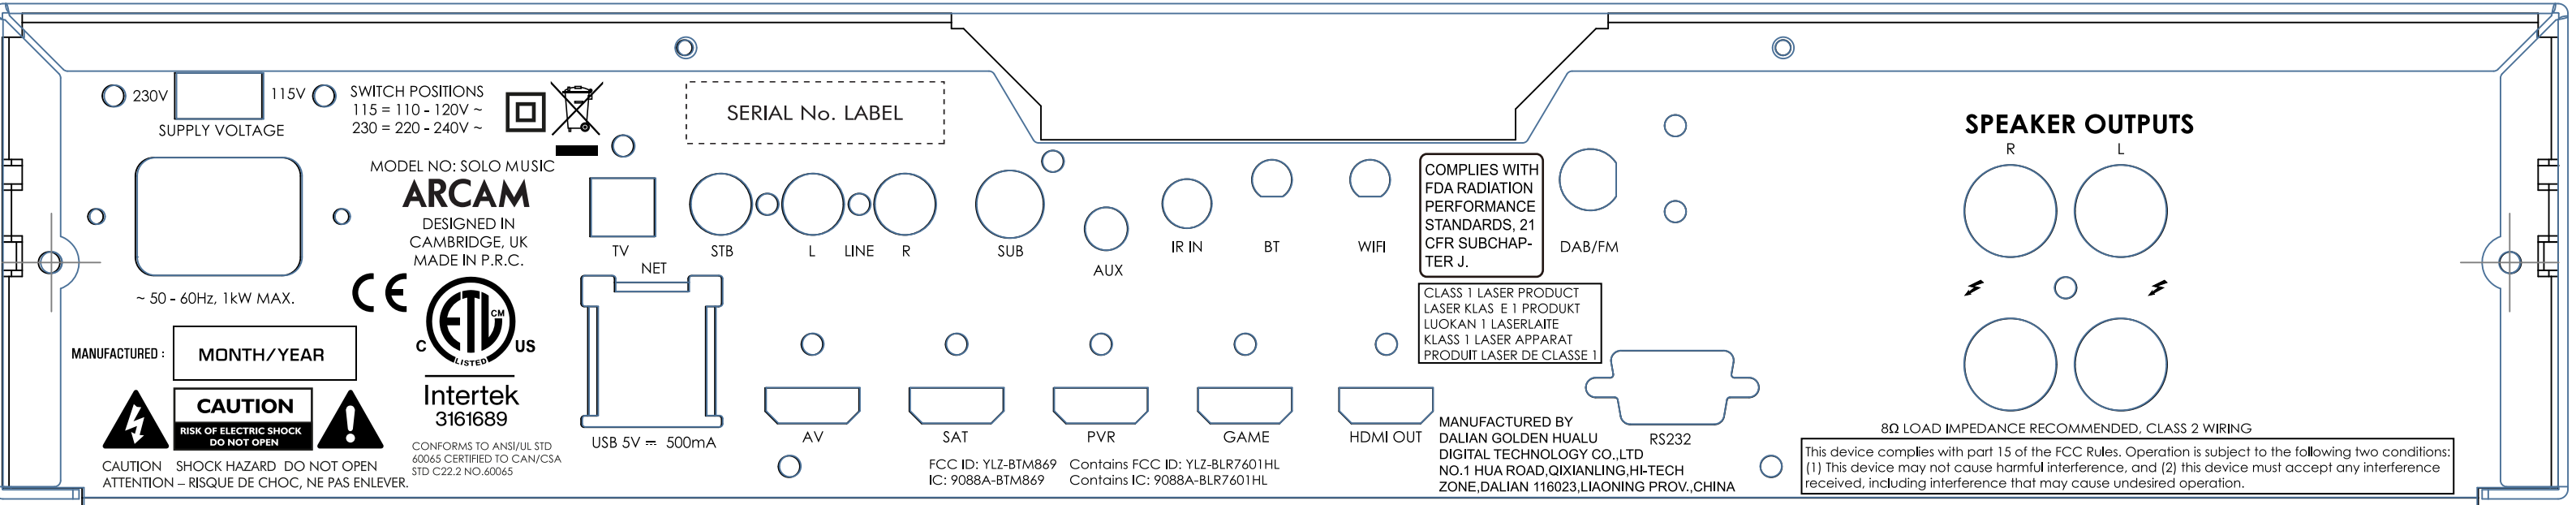 230V
115V
SUPPLY VOLTAGE
SWITCH POSITIONS
115 = 110 - 120V ~
230 = 220 - 240V ~
SERIAL No. LABEL
MODEL NO: SOLO MUSIC
ARCAM
DESIGNED IN
CAMBRIDGE, UK
MADE IN P.R.C.
~ 50 - 60Hz, 1kW MAX.
CE
C ETL CM US
LISTED
Intertek
3161689
CONFORMS TO ANSI/UL STD
60065 CERTIFIED TO CAN/CSA
STD C22.2 NO.60065
MANUFACTURED :
MONTH/YEAR
CAUTION
RISK OF ELECTRIC SHOCK
DO NOT OPEN
CAUTION SHOCK HAZARD DO NOT OPEN
ATTENTION – RISQUE DE CHOC, NE PAS ENLEVER.
TV
STB
L LINE R
SUB
AUX
IR IN
BT
WIFI
DAB/FM
NET
USB 5V ⎓ 500mA
AV
SAT
PVR
GAME
HDMI OUT
RS232
COMPLIES WITH
FDA RADIATION
PERFORMANCE
STANDARDS, 21
CFR SUBCHAP-
TER J.
CLASS 1 LASER PRODUCT
LASER KLAS E 1 PRODUKT
LUOKAN 1 LASERLAITE
KLASS 1 LASER APPARAT
PRODUIT LASER DE CLASSE 1
FCC ID: YLZ-BTM869 Contains FCC ID: YLZ-BLR7601HL
IC: 9088A-BTM869 Contains IC: 9088A-BLR7601HL
MANUFACTURED BY
DALIAN GOLDEN HUALU
DIGITAL TECHNOLOGY CO.,LTD
NO.1 HUA ROAD,QIXIANLING,HI-TECH
ZONE,DALIAN 116023,LIAONING PROV.,CHINA
SPEAKER OUTPUTS
R L
8Ω LOAD IMPEDANCE RECOMMENDED, CLASS 2 WIRING
This device complies with part 15 of the FCC Rules. Operation is subject to the following two conditions:
(1) This device may not cause harmful interference, and (2) this device must accept any interference
received, including interference that may cause undesired operation.